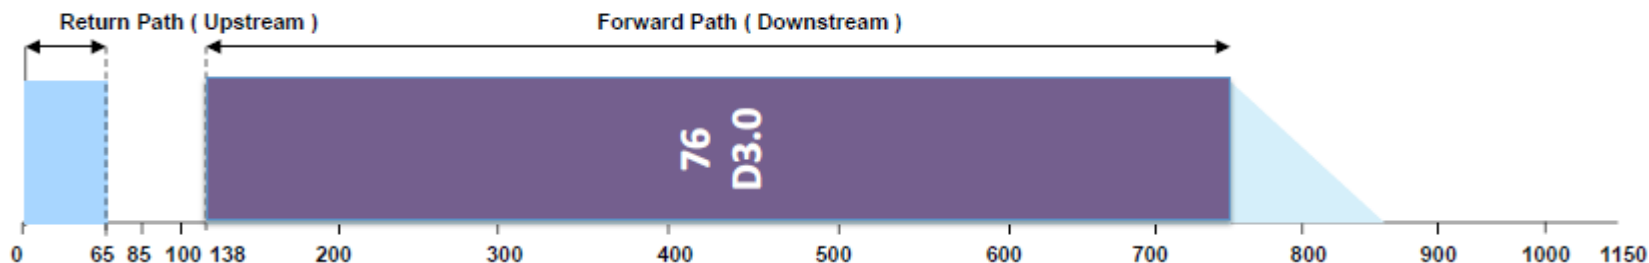 Return Path ( Upstream )
Forward Path ( Downstream )
76
D3.0
0 65 85 100 138 200 300 400 500 600 700 800 900 1000 1150